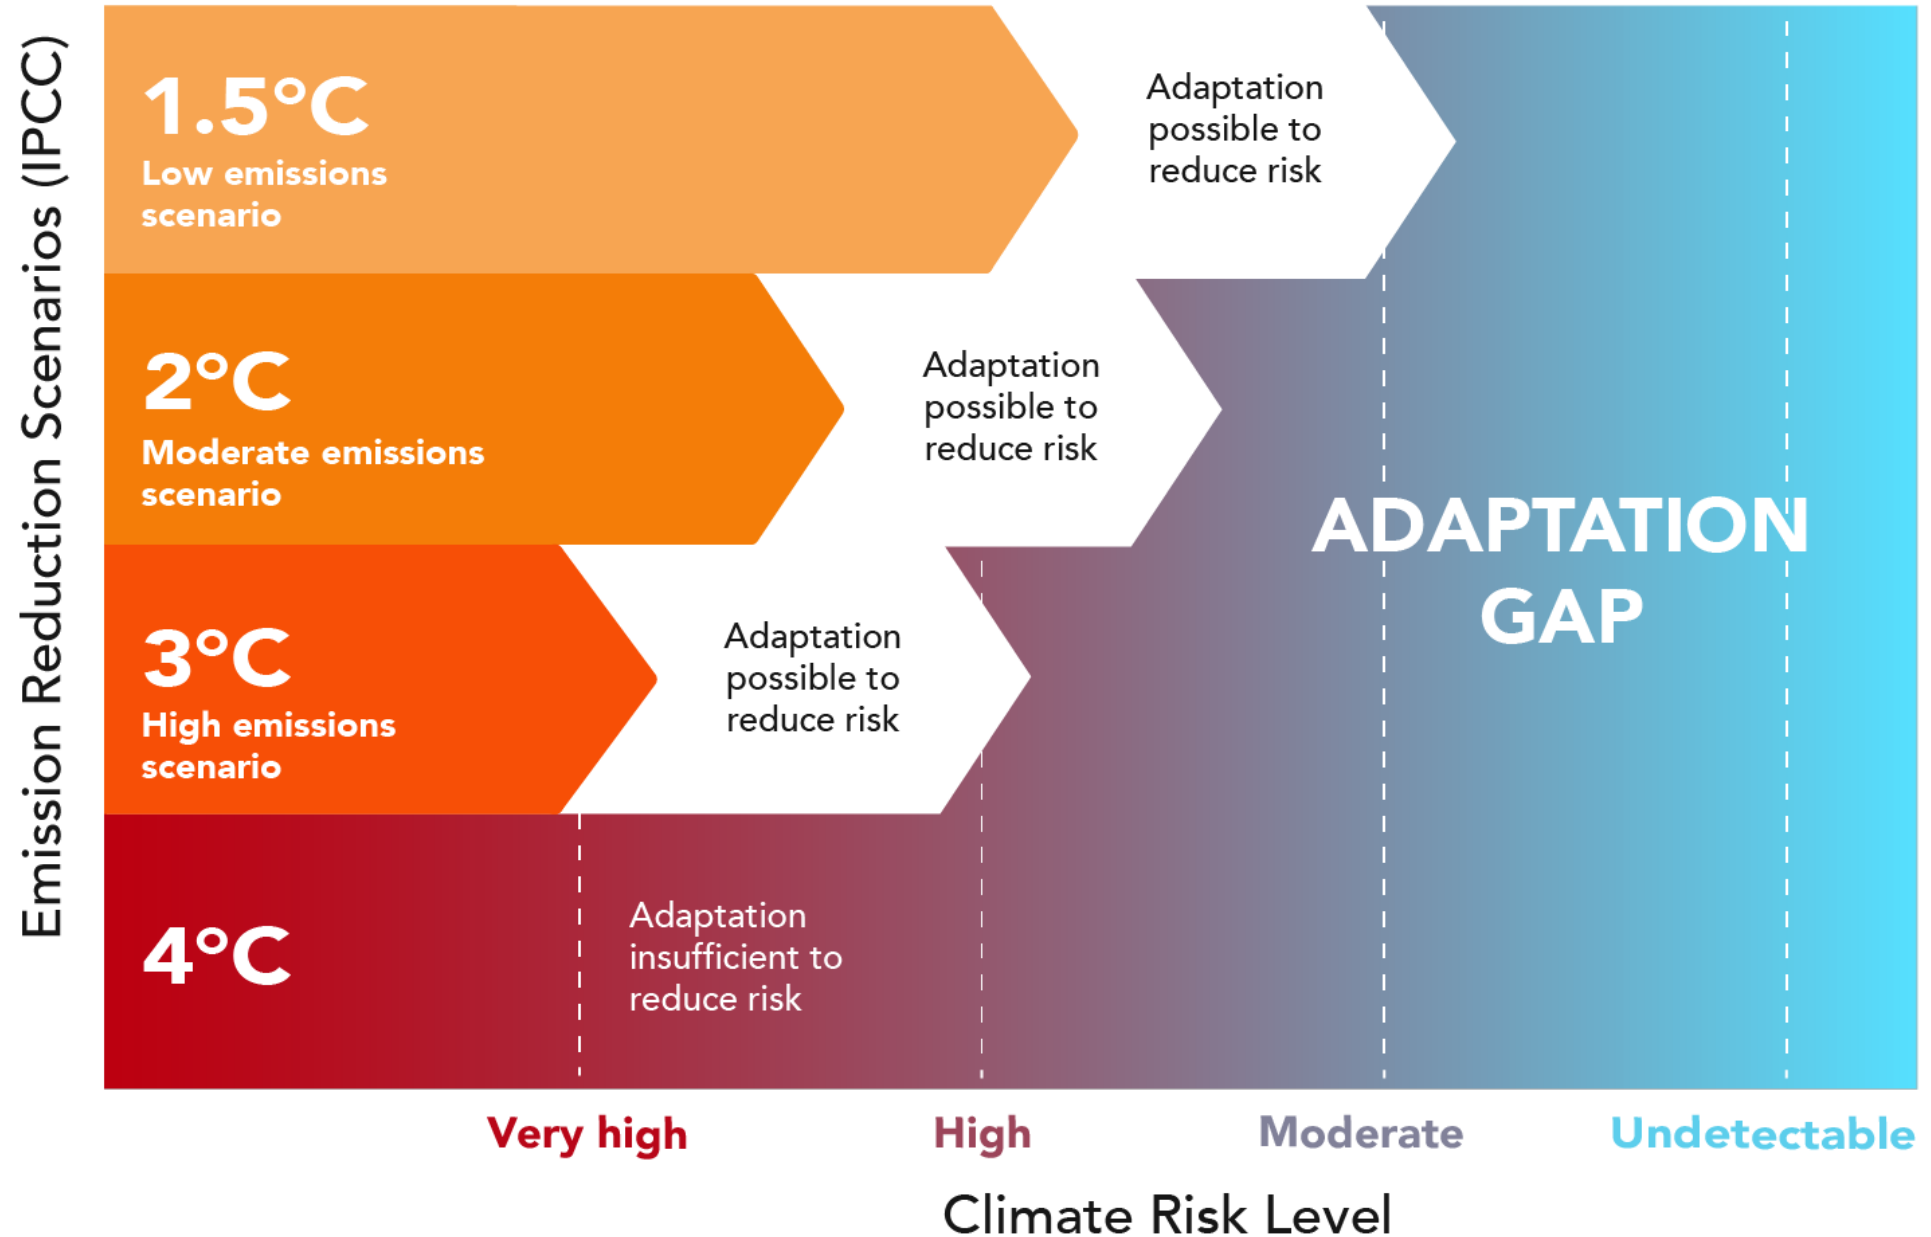 Emission Reduction Scenarios (IPCC)
1.5°C
Low emissions
scenario
Adaptation
possible to
reduce risk
2°C
Moderate emissions
scenario
Adaptation
possible to
reduce risk
ADAPTATION
GAP
3°C
High emissions
scenario
Adaptation
possible to
reduce risk
4°C
Adaptation
insufficient to
reduce risk
Very high
High
Moderate
Undetectable
Climate Risk Level